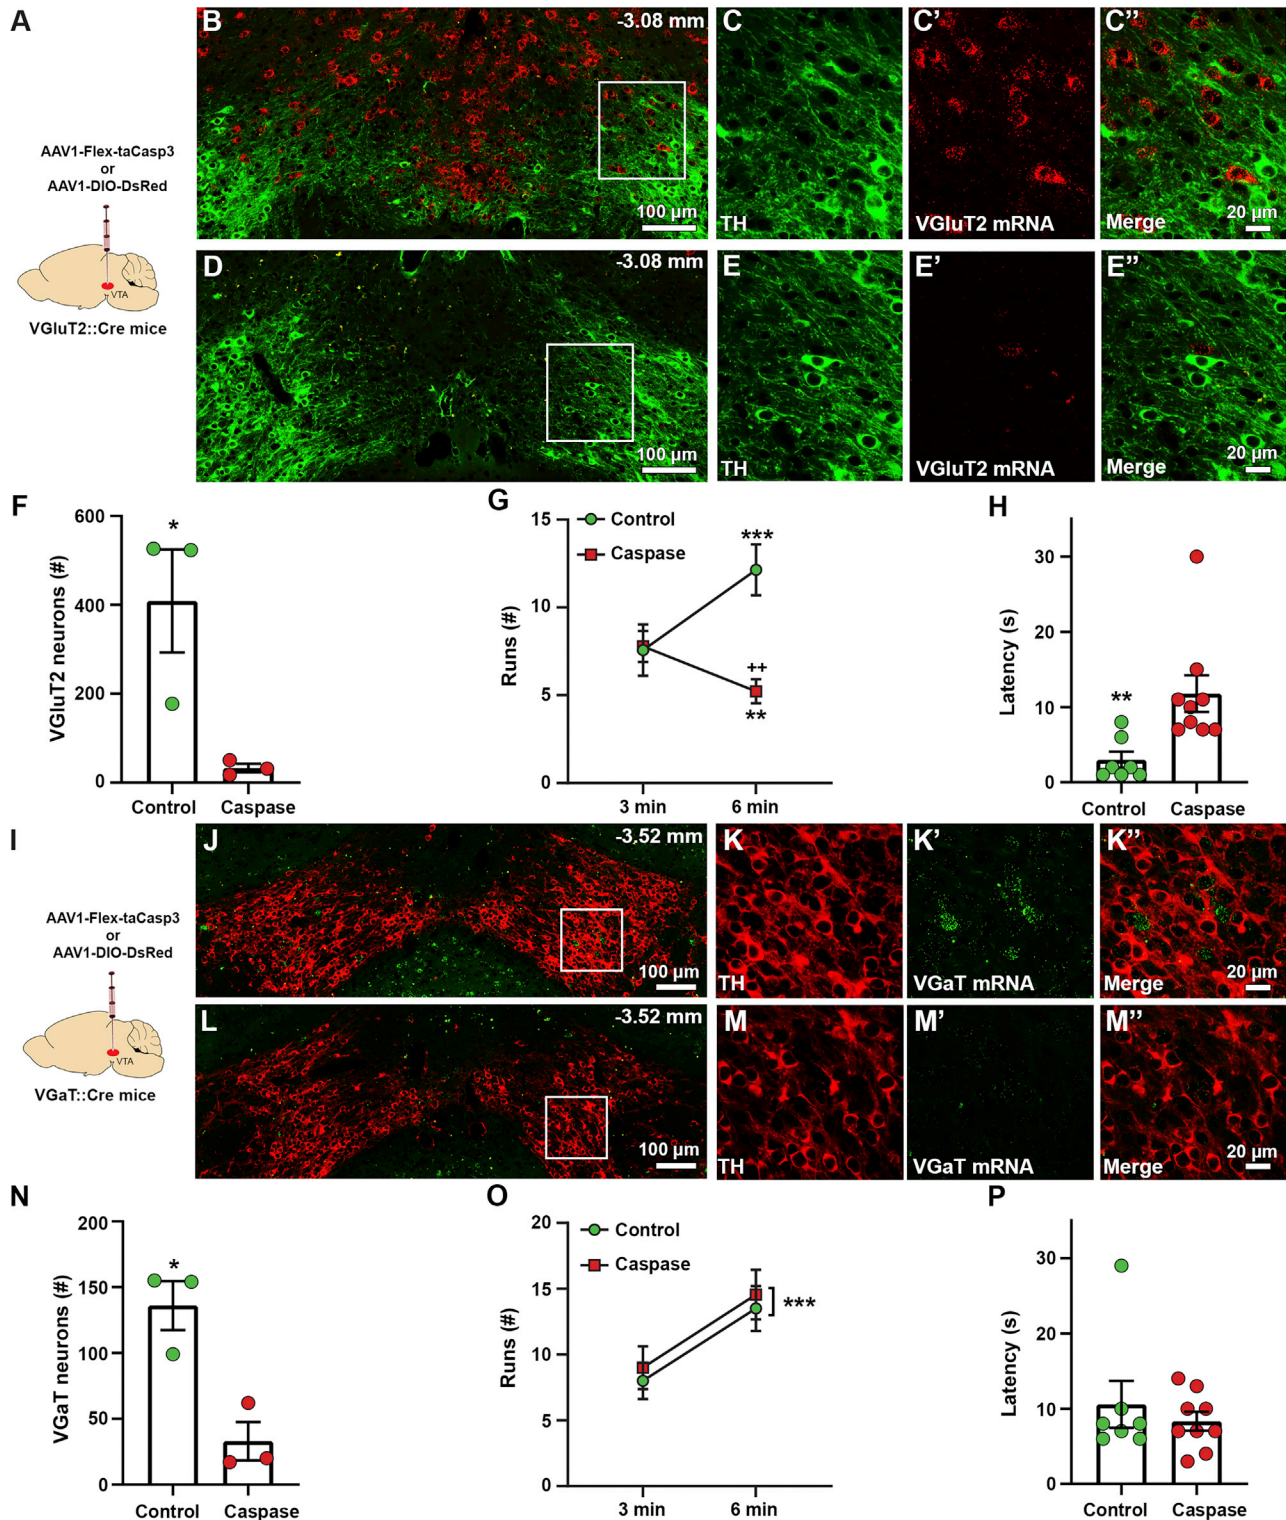 A
AAV1-Flex-taCasp3
or
AAV1-DIO-DsRed
VTA
VGluT2::Cre mice
B
-3.08 mm
100 µm
C
TH
C'
VGluT2 mRNA
C''
Merge
20 µm
D
-3.08 mm
100 µm
E
TH
E'
VGluT2 mRNA
E''
Merge
20 µm
F
VGluT2 neurons (#)
600
400
200
0
*
Control
Caspase
G
Runs (#)
15
10
5
0
Control
Caspase
***
++
**
3 min
6 min
H
Latency (s)
30
20
10
0
**
Control
Caspase
I
AAV1-Flex-taCasp3
or
AAV1-DIO-DsRed
VTA
VGaT::Cre mice
J
-3.52 mm
100 µm
K
TH
K'
VGaT mRNA
K''
Merge
20 µm
L
-3.52 mm
100 µm
M
TH
M'
VGaT mRNA
M''
Merge
20 µm
N
VGaT neurons (#)
200
150
100
50
0
*
Control
Caspase
O
Runs (#)
20
15
10
5
0
Control
Caspase
***
3 min
6 min
P
Latency (s)
30
20
10
0
Control
Caspase